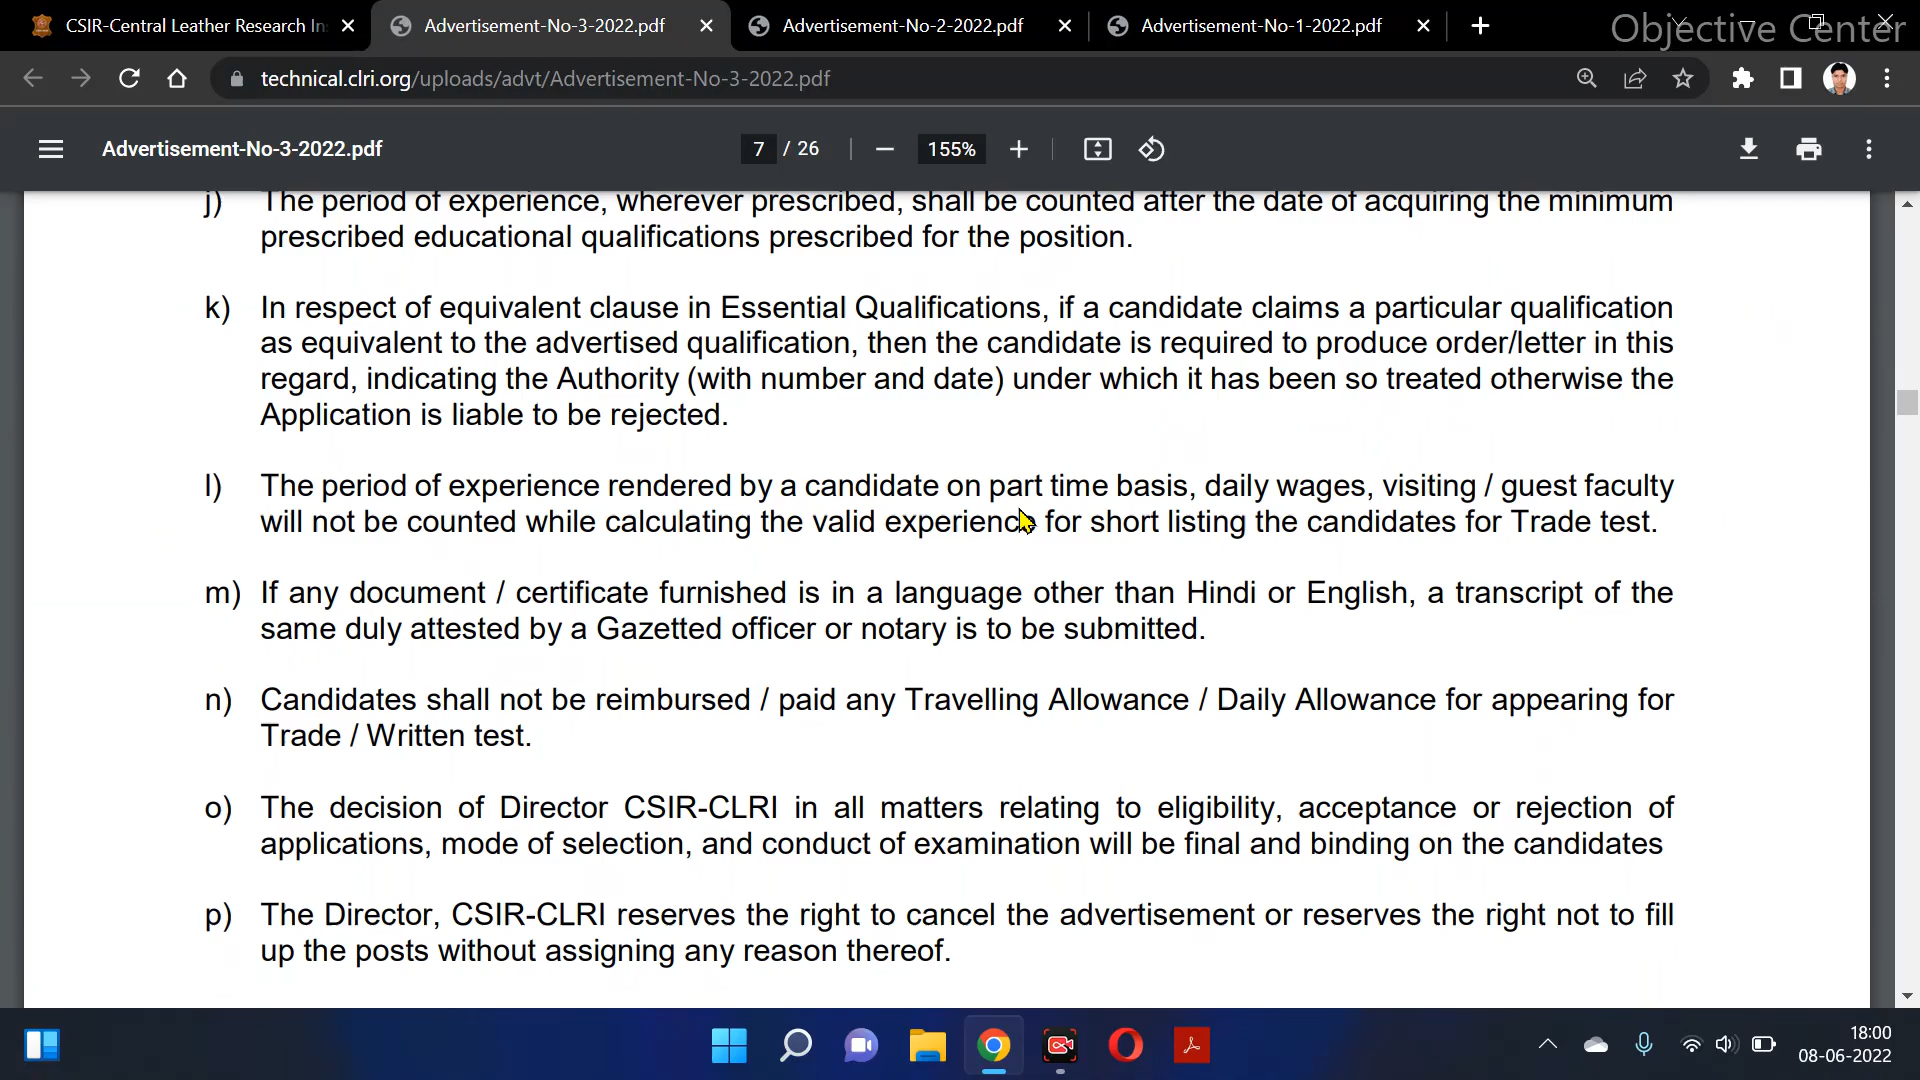 CSIR-Central Leather Research In
Advertisement-No-3-2022.pdf
Advertisement-No-2-2022.pdf
Advertisement-No-1-2022.pdf
Objective Center
technical.clri.org/uploads/advt/Advertisement-No-3-2022.pdf
Advertisement-No-3-2022.pdf
7 / 26
155%
j) The period of experience, wherever prescribed, shall be counted after the date of acquiring the minimum
prescribed educational qualifications prescribed for the position.
k) In respect of equivalent clause in Essential Qualifications, if a candidate claims a particular qualification
as equivalent to the advertised qualification, then the candidate is required to produce order/letter in this
regard, indicating the Authority (with number and date) under which it has been so treated otherwise the
Application is liable to be rejected.
l) The period of experience rendered by a candidate on part time basis, daily wages, visiting / guest faculty
will not be counted while calculating the valid experience for short listing the candidates for Trade test.
m) If any document / certificate furnished is in a language other than Hindi or English, a transcript of the
same duly attested by a Gazetted officer or notary is to be submitted.
n) Candidates shall not be reimbursed / paid any Travelling Allowance / Daily Allowance for appearing for
Trade / Written test.
o) The decision of Director CSIR-CLRI in all matters relating to eligibility, acceptance or rejection of
applications, mode of selection, and conduct of examination will be final and binding on the candidates
p) The Director, CSIR-CLRI reserves the right to cancel the advertisement or reserves the right not to fill
up the posts without assigning any reason thereof.
18:00
08-06-2022